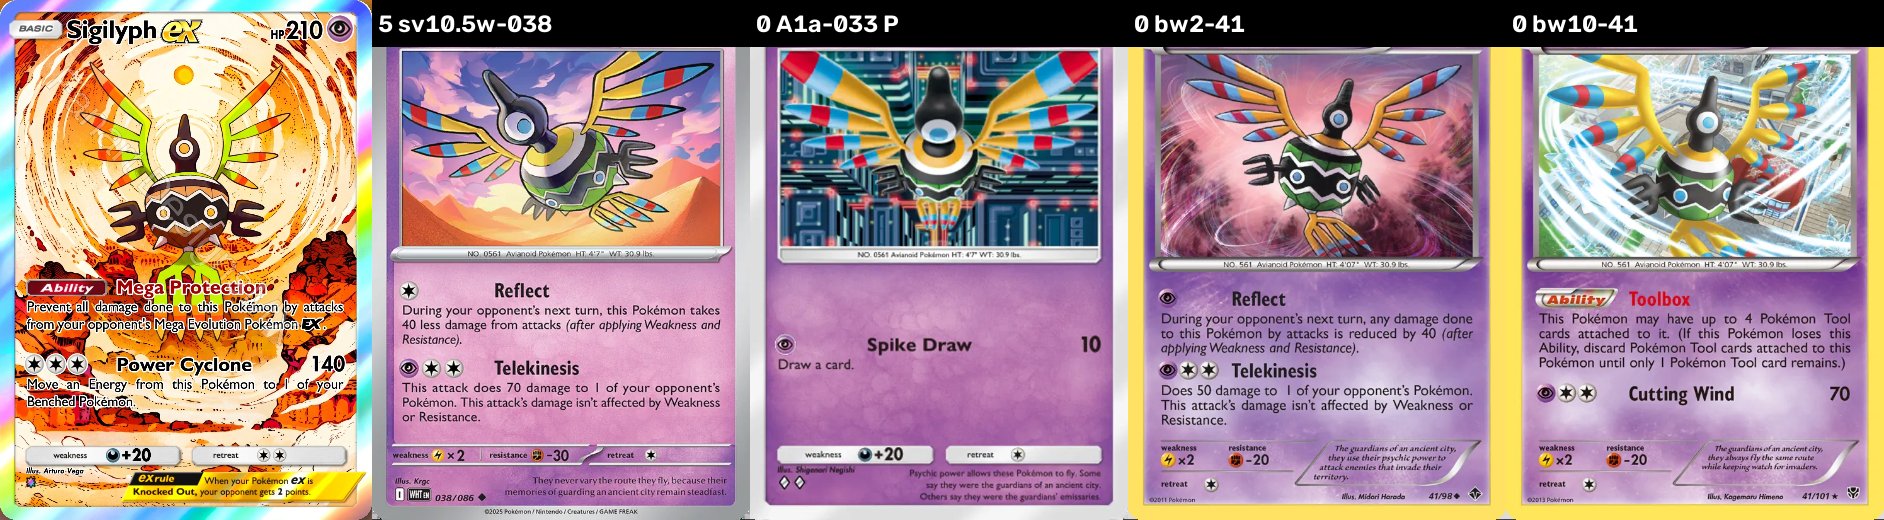 BASIC Sigilyph ex HP210
Ability Mega Protection
Prevent all damage done to this Pokémon by attacks
from your opponent's Mega Evolution Pokémon EX.
Power Cyclone 140
Move an Energy from this Pokémon to 1 of your
Benched Pokémon.
weakness +20 retreat
Illus. Arturo Vega
ex rule When your Pokémon ex is
Knocked Out, your opponent gets 2 points.
5 sv10.5w-038
NO. 0561 Avianoid Pokémon HT: 4'7" WT: 30.9 lbs.
Reflect
During your opponent's next turn, this Pokémon takes
40 less damage from attacks (after applying Weakness and
Resistance).
Telekinesis
This attack does 70 damage to 1 of your opponent's
Pokémon. This attack's damage isn't affected by Weakness
or Resistance.
weakness ×2 resistance -30 retreat
Illus. Krgc
They never vary the route they fly, because their
memories of guarding an ancient city remain steadfast.
I WHT EN 038/086
©2025 Pokémon / Nintendo / Creatures / GAME FREAK
0 A1a-033 P
NO. 0561 Avianoid Pokémon HT: 4'7" WT: 30.9 lbs.
Spike Draw 10
Draw a card.
weakness +20 retreat
Illus. Shigenori Negishi
Psychic power allows these Pokémon to fly. Some
say they were the guardians of an ancient city.
Others say they were the guardians' emissaries.
0 bw2-41
NO. 561 Avianoid Pokémon HT: 4'07" WT: 30.9 lbs.
Reflect
During your opponent's next turn, any damage done
to this Pokémon by attacks is reduced by 40 (after
applying Weakness and Resistance).
Telekinesis
Does 50 damage to 1 of your opponent's Pokémon.
This attack's damage isn't affected by Weakness or
Resistance.
weakness resistance
×2 -20
retreat
The guardians of an ancient city,
they use their psychic power to
attack enemies that invade their
territory.
©2011 Pokémon
Illus. Midori Harada 41/98
0 bw10-41
NO. 561 Avianoid Pokémon HT: 4'07" WT: 30.9 lbs.
Ability Toolbox
This Pokémon may have up to 4 Pokémon Tool
cards attached to it. (If this Pokémon loses this
Ability, discard Pokémon Tool cards attached to this
Pokémon until only 1 Pokémon Tool card remains.)
Cutting Wind 70
weakness resistance
×2 -20
retreat
The guardians of an ancient city,
they always fly the same route
while keeping watch for invaders.
©2013 Pokémon
Illus. Kagemaru Himeno 41/101